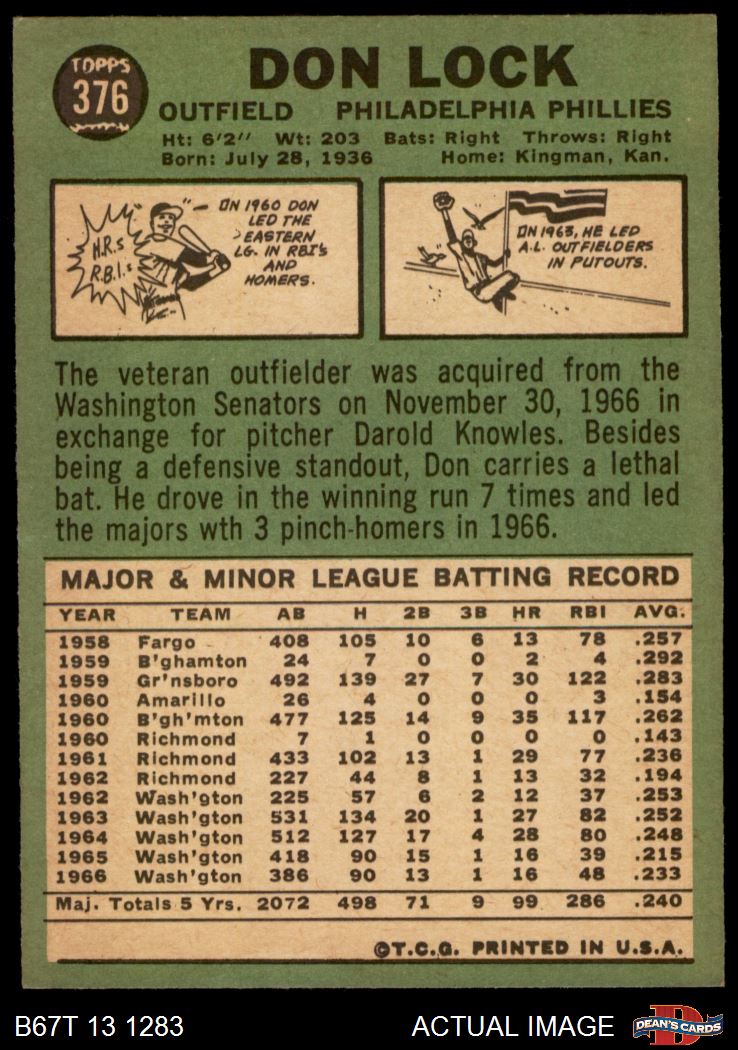 TOPPS
376
DON LOCK
OUTFIELD PHILADELPHIA PHILLIES
Ht: 6'2" Wt: 203 Bats: Right Throws: Right
Born: July 28, 1936 Home: Kingman, Kan.
H.R.s
R.B.I.s
IN 1960 DON
LED THE
EASTERN
LG. IN RBI's
AND
HOMERS.
IN 1963, HE LED
A.L. OUTFIELDERS
IN PUTOUTS.
The veteran outfielder was acquired from the
Washington Senators on November 30, 1966 in
exchange for pitcher Darold Knowles. Besides
being a defensive standout, Don carries a lethal
bat. He drove in the winning run 7 times and led
the majors wth 3 pinch-homers in 1966.
MAJOR & MINOR LEAGUE BATTING RECORD
YEAR TEAM AB H 2B 3B HR RBI AVG.
1958 Fargo 408 105 10 6 13 78 .257
1959 B'ghamton 24 7 0 0 2 4 .292
1959 Gr'nsboro 492 139 27 7 30 122 .283
1960 Amarillo 26 4 0 0 0 3 .154
1960 B'gh'mton 477 125 14 9 35 117 .262
1960 Richmond 7 1 0 0 0 0 .143
1961 Richmond 433 102 13 1 29 77 .236
1962 Richmond 227 44 8 1 13 32 .194
1962 Wash'gton 225 57 6 2 12 37 .253
1963 Wash'gton 531 134 20 1 27 82 .252
1964 Wash'gton 512 127 17 4 28 80 .248
1965 Wash'gton 418 90 15 1 16 39 .215
1966 Wash'gton 386 90 13 1 16 48 .233
Maj. Totals 5 Yrs. 2072 498 71 9 99 286 .240
©T.C.G. PRINTED IN U.S.A.
B67T 13 1283 ACTUAL IMAGE
D
DEAN'S CARDS